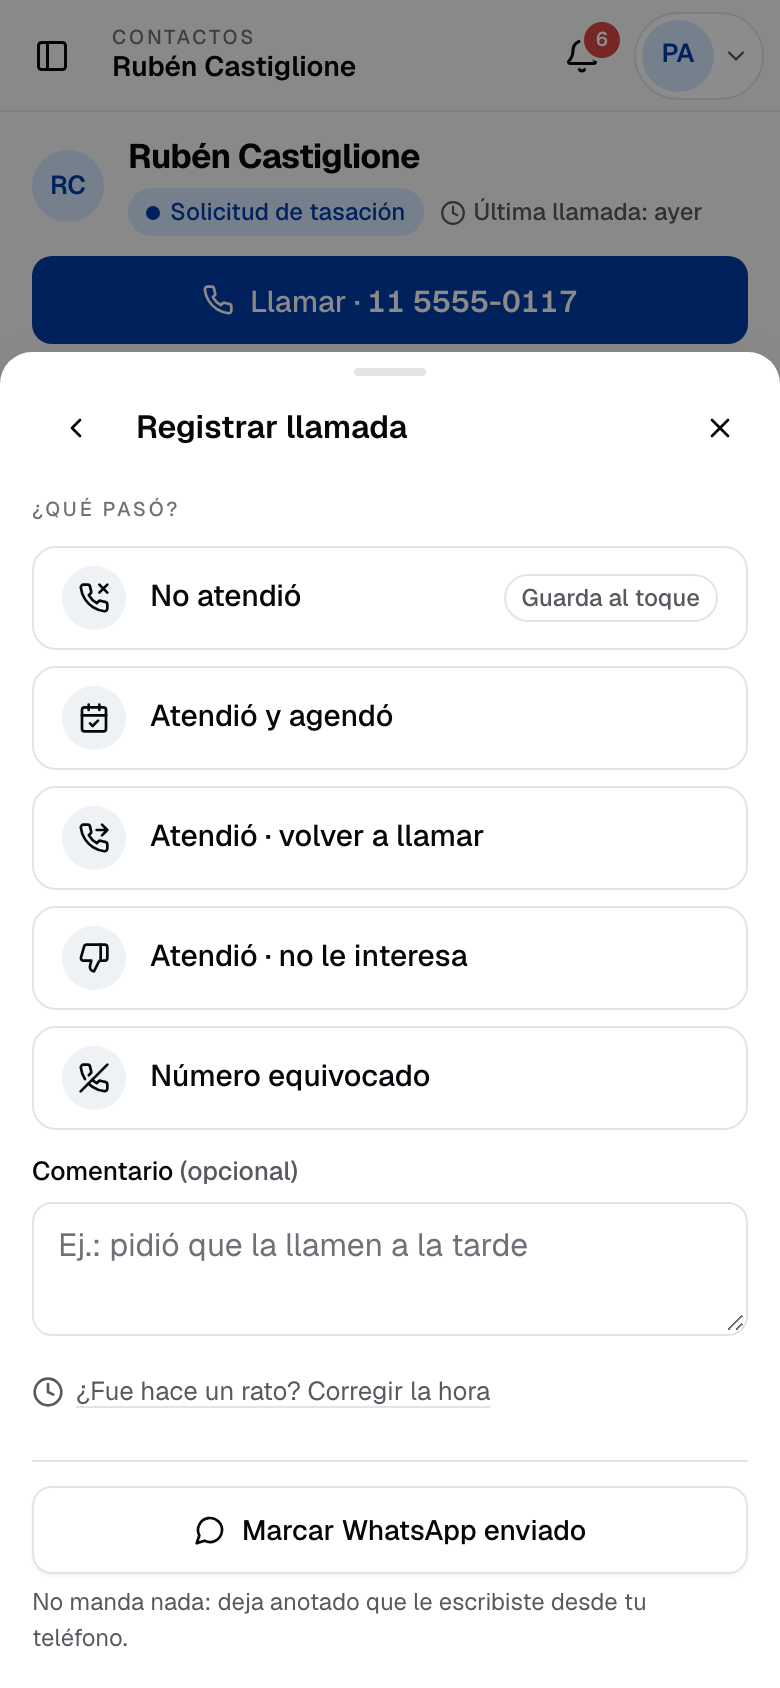 CONTACTOS
Rubén Castiglione
6
PA
RC
Rubén Castiglione
Solicitud de tasación
Última llamada: ayer
Llamar · 11 5555-0117
Registrar llamada
¿QUÉ PASÓ?
No atendió
Guarda al toque
Atendió y agendó
Atendió · volver a llamar
Atendió · no le interesa
Número equivocado
Comentario (opcional)
Ej.: pidió que la llamen a la tarde
¿Fue hace un rato? Corregir la hora
Marcar WhatsApp enviado
No manda nada: deja anotado que le escribiste desde tu
teléfono.